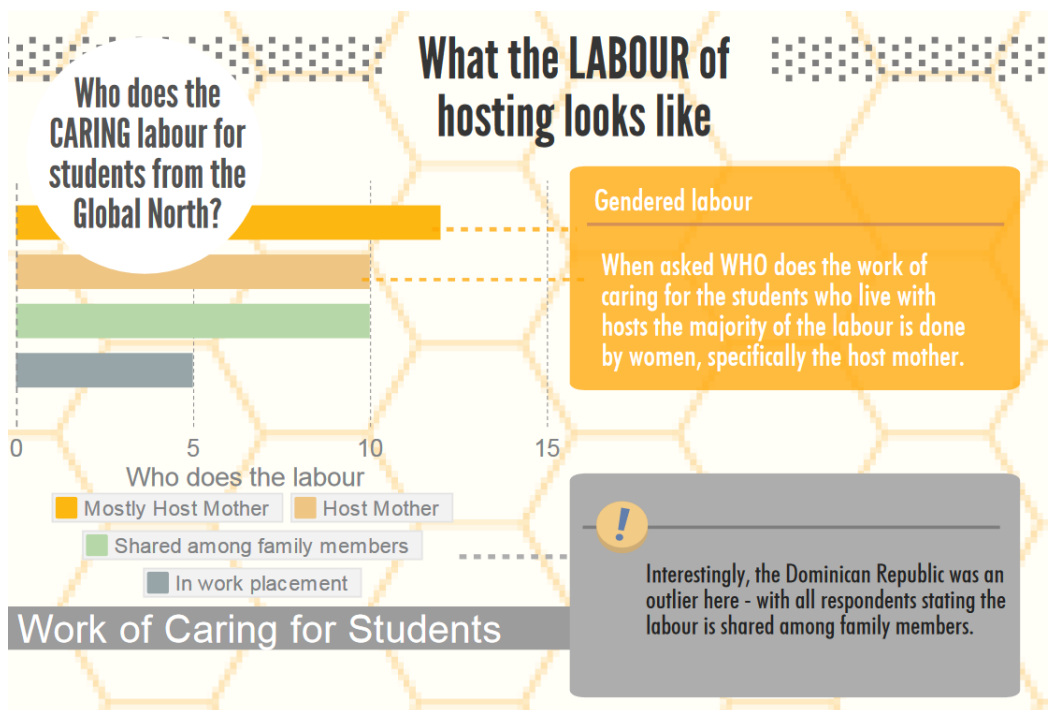 What the LABOUR of
hosting looks like
Who does the
CARING labour for
students from the
Global North?
0 5 10 15
Who does the labour
Mostly Host Mother Host Mother
Shared among family members
In work placement
Work of Caring for Students
Gendered labour
When asked WHO does the work of
caring for the students who live with
hosts the majority of the labour is done
by women, specifically the host mother.
!
Interestingly, the Dominican Republic was an
outlier here - with all respondents stating the
labour is shared among family members.